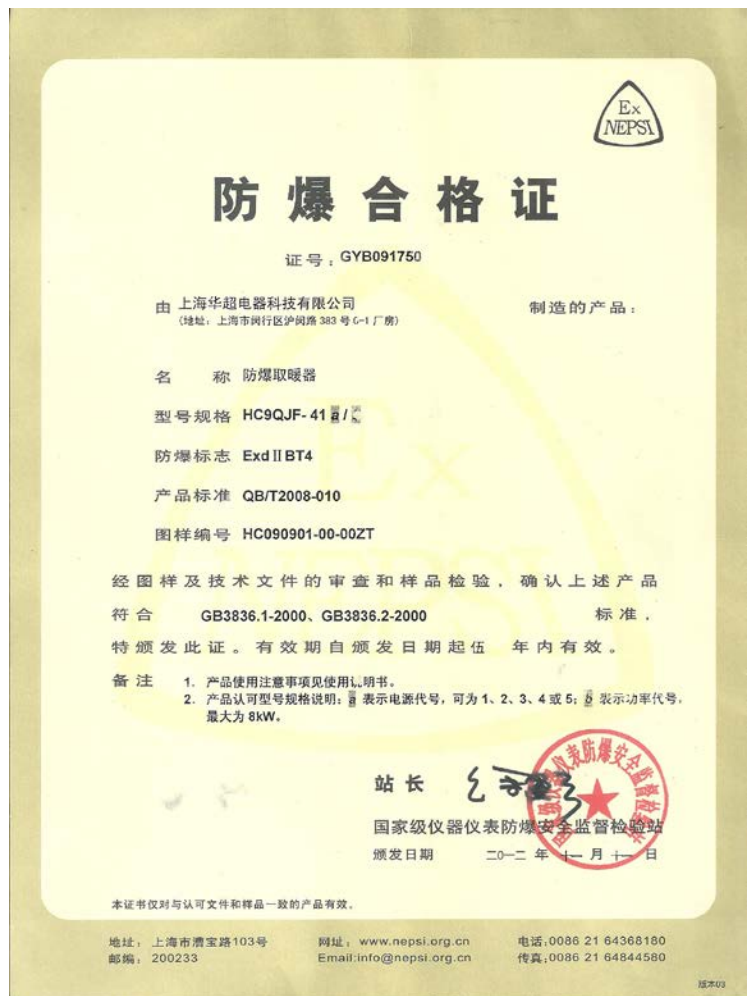 Ex
NEPSI
防爆合格证
证号：GYB091750
由 上海华超电器科技有限公司 制造的产品：
(地址：上海市闵行区沪闵路 383 号 G-1 厂房)
名 称 防爆取暖器
型号规格 HC9QJF- 41 a /
防爆标志 Exd II BT4
产品标准 QB/T2008-010
图样编号 HC090901-00-00ZT
经图样及技术文件的审查和样品检验，确认上述产品
符合 GB3836.1-2000、GB3836.2-2000 标准，
特颁发此证。有效期自颁发日期起伍 年内有效。
备注 1. 产品使用注意事项见使用说明书。
2. 产品认可型号规格说明：a 表示电源代号，可为 1、2、3、4 或 5；b 表示功率代号，
最大为 8kW。
站长
国家级仪器仪表防爆安全监督检验站
颁发日期 二0一二 年 十一 月 十一 日
本证书仅对与认可文件和样品一致的产品有效。
地址：上海市漕宝路103号 网址：www.nepsi.org.cn 电话：0086 21 64368180
邮编：200233 Email:info@nepsi.org.cn 传真：0086 21 64844580
版本03